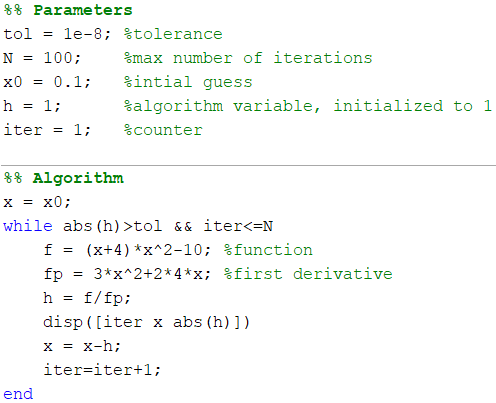 %% Parameters
tol = 1e-8; %tolerance
N = 100; %max number of iterations
x0 = 0.1; %intial guess
h = 1; %algorithm variable, initialized to 1
iter = 1; %counter
%% Algorithm
x = x0;
while abs(h)>tol && iter<=N
f = (x+4)*x^2-10; %function
fp = 3*x^2+2*4*x; %first derivative
h = f/fp;
disp([iter x abs(h)])
x = x-h;
iter=iter+1;
end